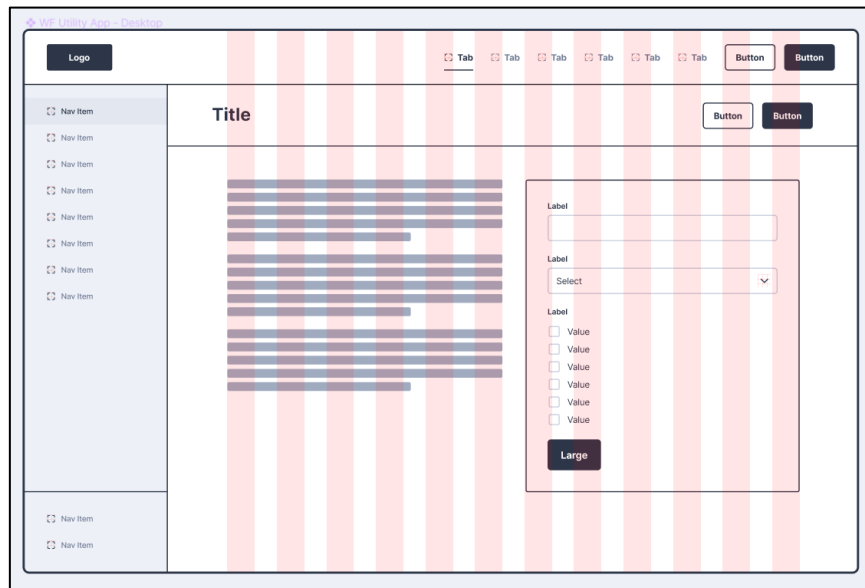 WF Utility App - Desktop
Logo
Tab Tab Tab Tab Tab Tab Button Button
Nav Item
Nav Item
Nav Item
Nav Item
Nav Item
Nav Item
Nav Item
Nav Item
Nav Item
Nav Item
Title
Button Button
Label
Label
Select
Label
Value
Value
Value
Value
Value
Value
Large